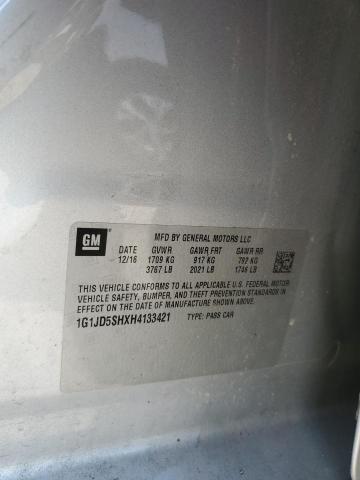 GM
MFD BY GENERAL MOTORS LLC
DATE GVWR GAWR FRT GAWR RR
12/16 1709 KG 917 KG 792 KG
3767 LB 2021 LB 1746 LB
THIS VEHICLE CONFORMS TO ALL APPLICABLE U.S. FEDERAL MOTOR
VEHICLE SAFETY, BUMPER, AND THEFT PREVENTION STANDARDS IN
EFFECT ON THE DATE OF MANUFACTURE SHOWN ABOVE.
1G1JD5SHXH4133421 TYPE: PASS CAR